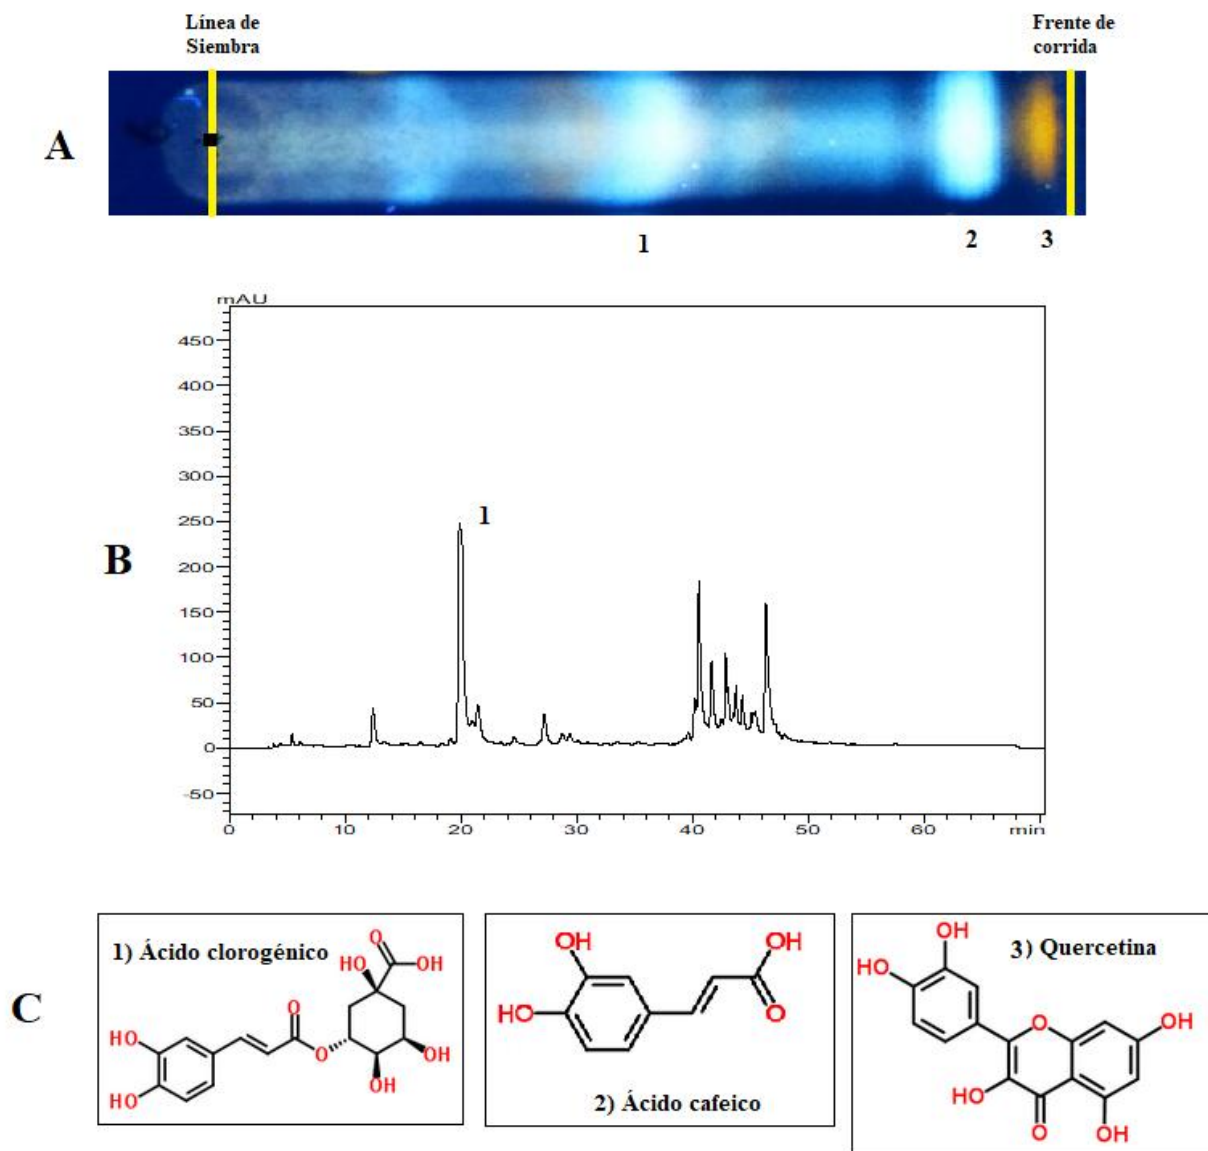 Línea de
Siembra
Frente de
corrida
A
1
2
3
mAU
450
400
350
300
250
200
150
100
50
0
-50
1
B
0
10
20
30
40
50
60
min
C
1) Ácido clorogénico
O
HO
OH
O
HO
O
OH
HO
OH
OH
OH
HO
O
2) Ácido cafeico
3) Quercetina
OH
HO
O
OH
HO
O
OH